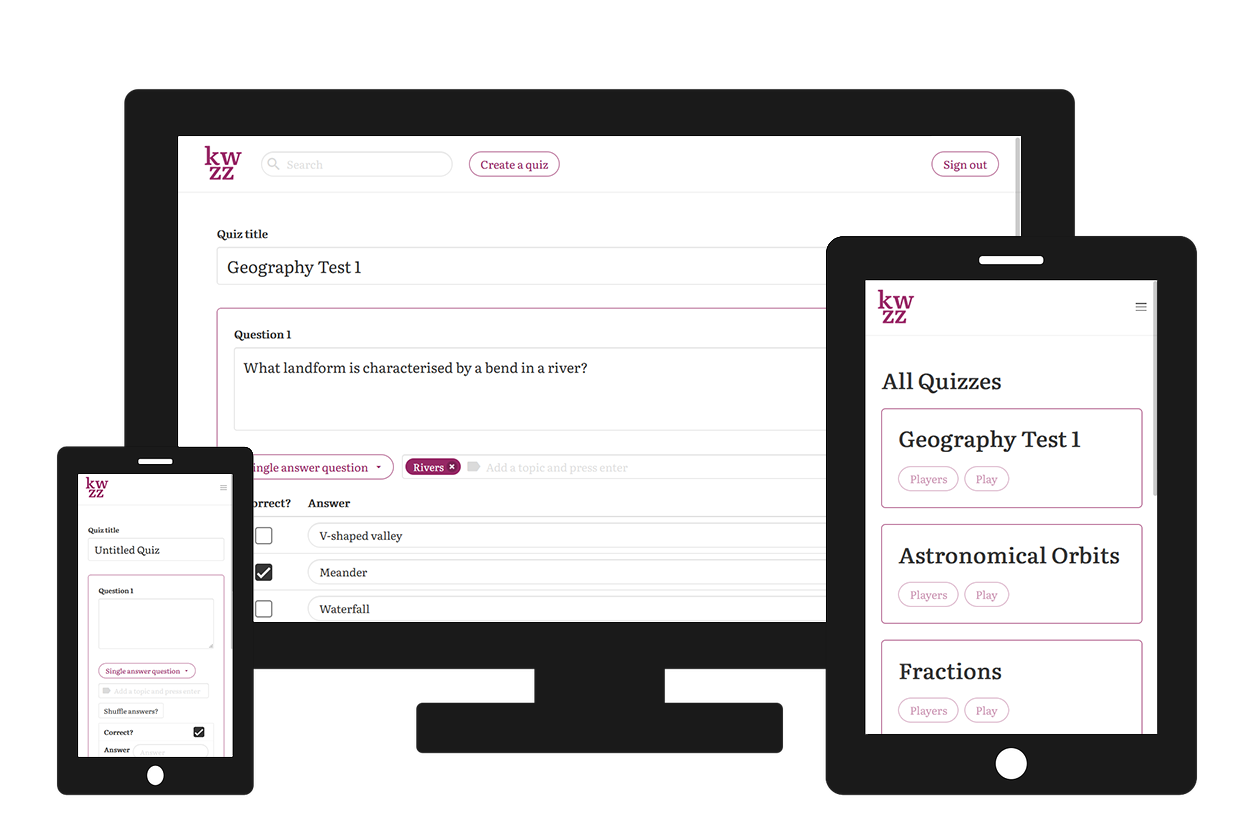 kw
zz
Search
Create a quiz
Sign out
Quiz title
Geography Test 1
Question 1
What landform is characterised by a bend in a river?
ingle answer question
Rivers ×
Add a topic and press enter
orrect?
Answer
V-shaped valley
Meander
Waterfall
kw
zz
Quiz title
Untitled Quiz
Question 1
Single answer question
Add a topic and press enter
Shuffle answers?
Correct?
Answer
Answer
kw
zz
All Quizzes
Geography Test 1
Players
Play
Astronomical Orbits
Players
Play
Fractions
Players
Play